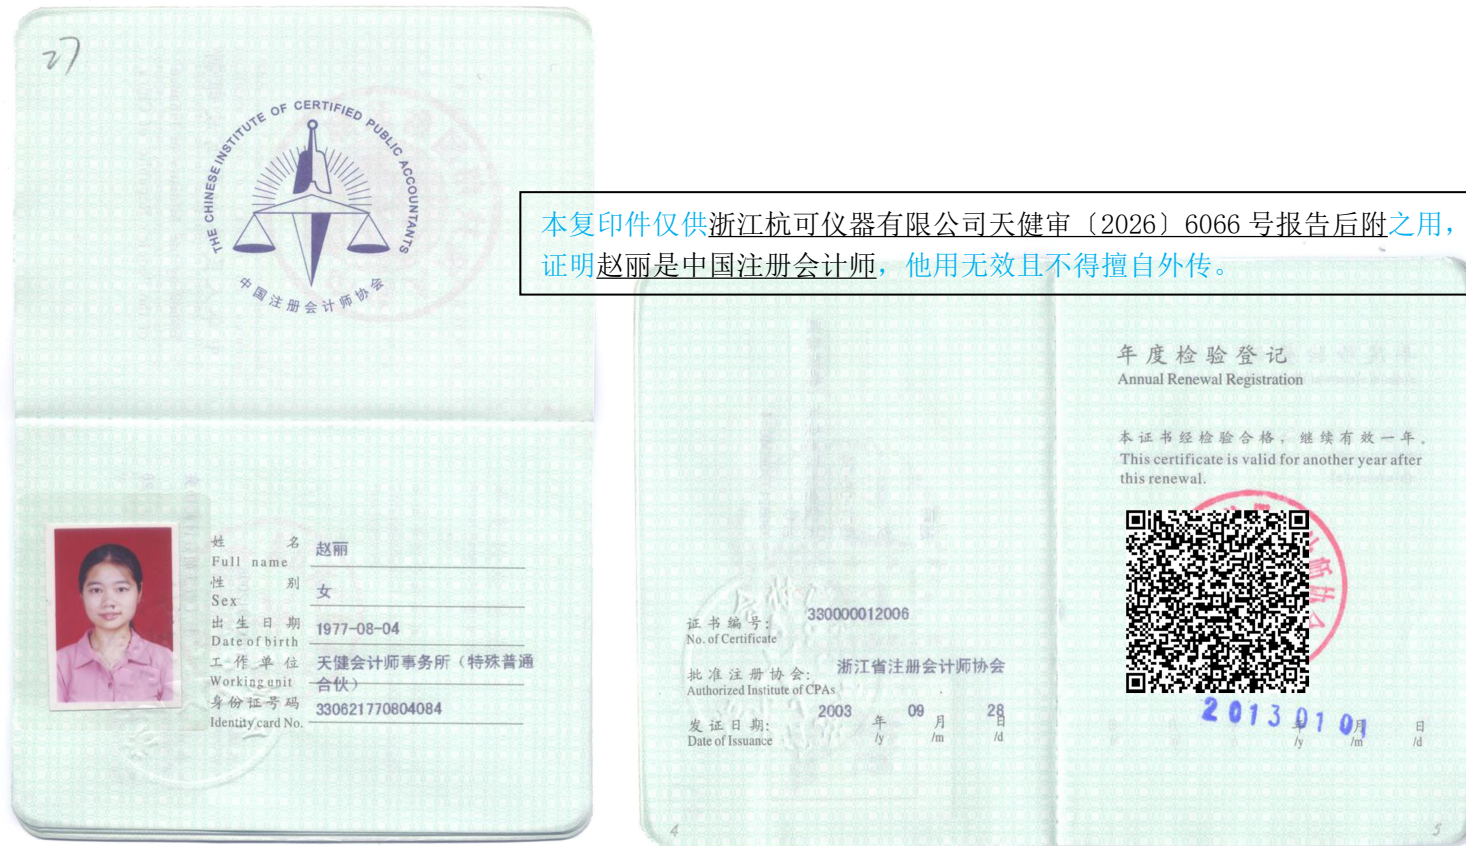 27
THE CHINESE INSTITUTE OF CERTIFIED PUBLIC ACCOUNTANTS
中国注册会计师协会
本复印件仅供浙江杭可仪器有限公司天健审〔2026〕6066号报告后附之用,
证明赵丽是中国注册会计师,他用无效且不得擅自外传。
姓 名 赵丽
Full name
性 别 女
Sex
出生日期 1977-08-04
Date of birth
工作单位 天健会计师事务所（特殊普通
Working unit 合伙）
身份证号码 330621770804084
Identity card No.
证书编号: 330000012006
No. of Certificate
批准注册协会: 浙江省注册会计师协会
Authorized Institute of CPAs
发证日期: 2003 年 09 月 28 日
Date of Issuance /y /m /d
4
年度检验登记
Annual Renewal Registration
本证书经检验合格，继续有效一年。
This certificate is valid for another year after
this renewal.
师协会
2013 01 01
年 月 日
/y /m /d
5